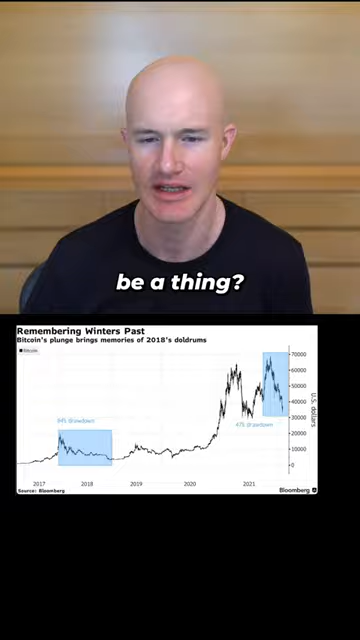 be a thing?
Remembering Winters Past
Bitcoin's plunge brings memories of 2018's doldrums
Bitcoin
84% drawdown
47% drawdown
70000
60000
50000
40000
30000
20000
10000
0
U.S. dollars
2017 2018 2019 2020 2021
Source: Bloomberg
Bloomberg